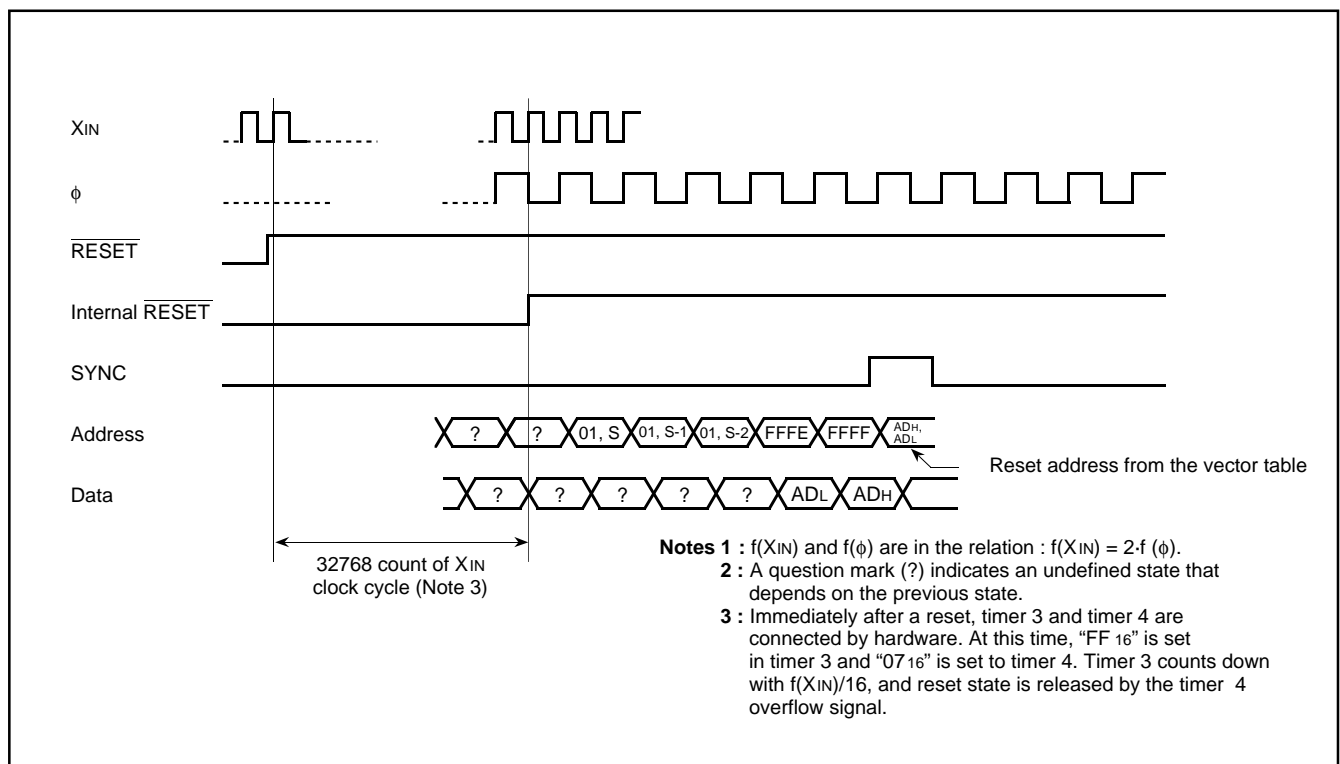 XIN
φ
RESET
Internal RESET
SYNC
Address
? ? 01, S 01, S-1 01, S-2 FFFE FFFF ADH, ADL
Reset address from the vector table
Data
? ? ? ? ? ADL ADH
32768 count of XIN
clock cycle (Note 3)
Notes 1 : f(XIN) and f(φ) are in the relation : f(XIN) = 2·f (φ).
2 : A question mark (?) indicates an undefined state that
depends on the previous state.
3 : Immediately after a reset, timer 3 and timer 4 are
connected by hardware. At this time, “FF 16” is set
in timer 3 and “0716” is set to timer 4. Timer 3 counts down
with f(XIN)/16, and reset state is released by the timer 4
overflow signal.